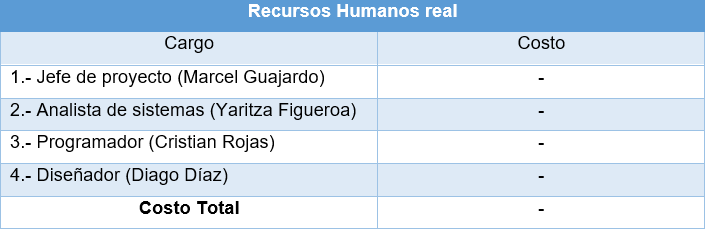 Recursos Humanos real
Cargo Costo
1.- Jefe de proyecto (Marcel Guajardo) -
2.- Analista de sistemas (Yaritza Figueroa) -
3.- Programador (Cristian Rojas) -
4.- Diseñador (Diago Díaz) -
Costo Total -